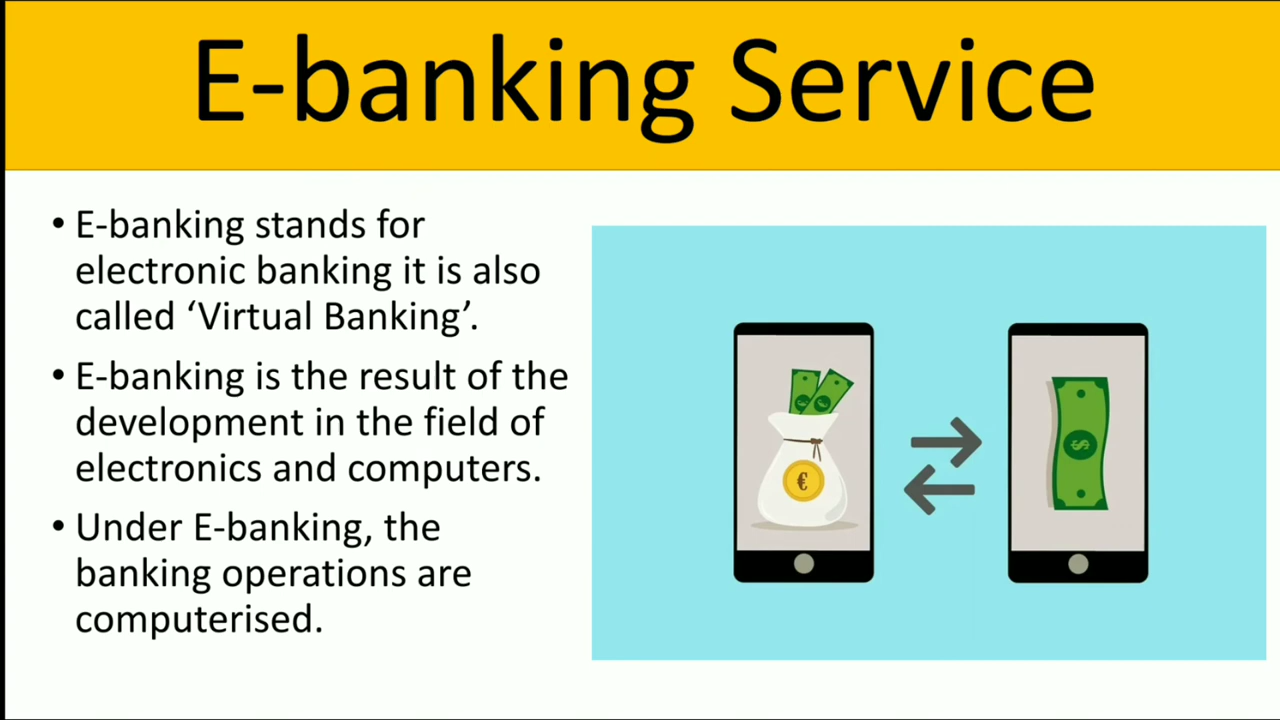 E-banking Service
• E-banking stands for
electronic banking it is also
called ‘Virtual Banking’.
• E-banking is the result of the
development in the field of
electronics and computers.
• Under E-banking, the
banking operations are
computerised.
€
$